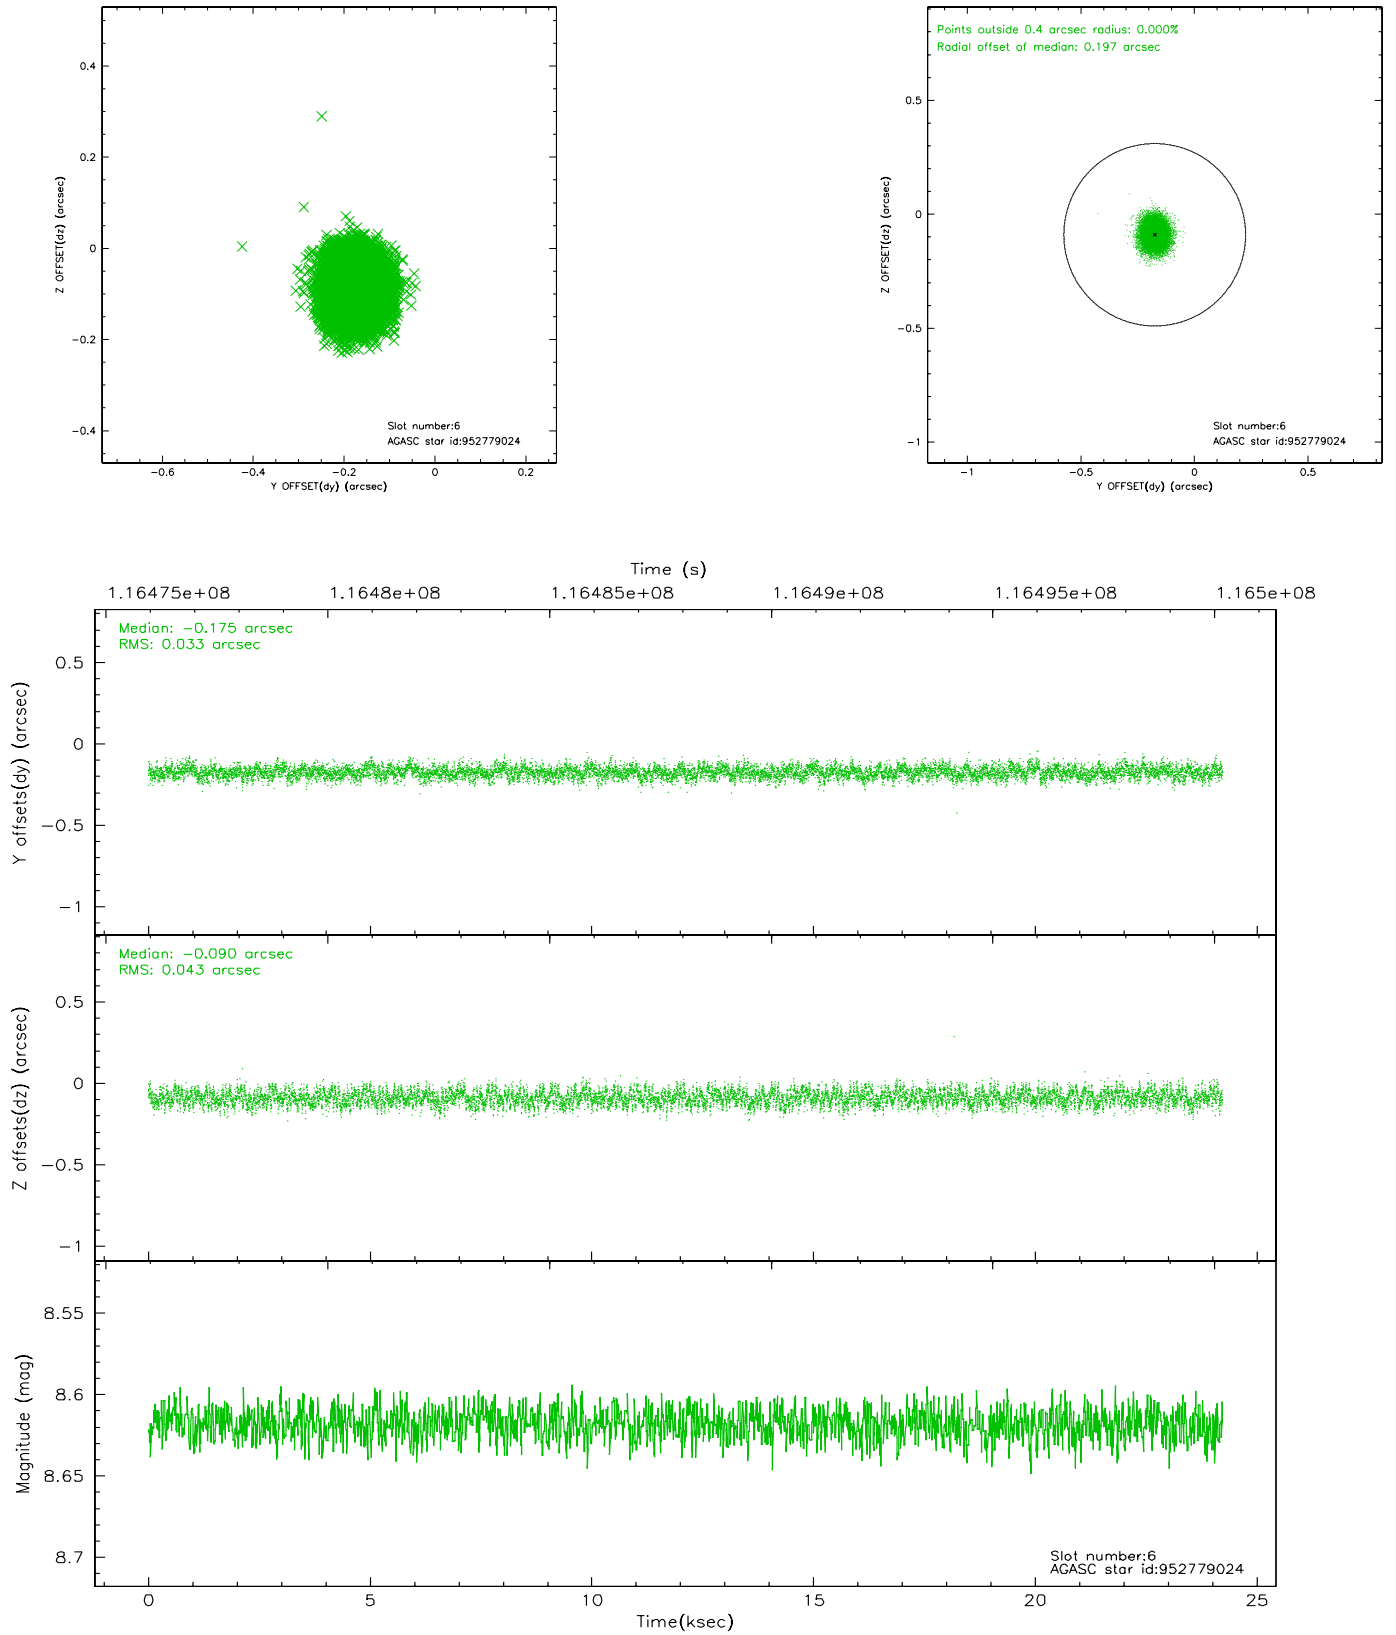 0.4
0.2
0
−0.2
−0.4
Z OFFSET(dz) (arcsec)
Slot number:6
AGASC star id:952779024
−0.6
−0.4
−0.2
0
0.2
Y OFFSET(dy) (arcsec)
Points outside 0.4 arcsec radius: 0.000%
Radial offset of median: 0.197 arcsec
0.5
0
−0.5
−1
Z OFFSET(dz) (arcsec)
Slot number:6
AGASC star id:952779024
−1
−0.5
0
0.5
Y OFFSET(dy) (arcsec)
Time (s)
1.16475e+08
1.1648e+08
1.16485e+08
1.1649e+08
1.16495e+08
1.165e+08
Median: −0.175 arcsec
RMS: 0.033 arcsec
0.5
0
−0.5
−1
Y offsets(dy) (arcsec)
Median: −0.090 arcsec
RMS: 0.043 arcsec
0.5
0
−0.5
−1
Z offsets(dz) (arcsec)
8.55
8.6
8.65
8.7
Magnitude (mag)
Slot number:6
AGASC star id:952779024
0
5
10
15
20
25
Time(ksec)